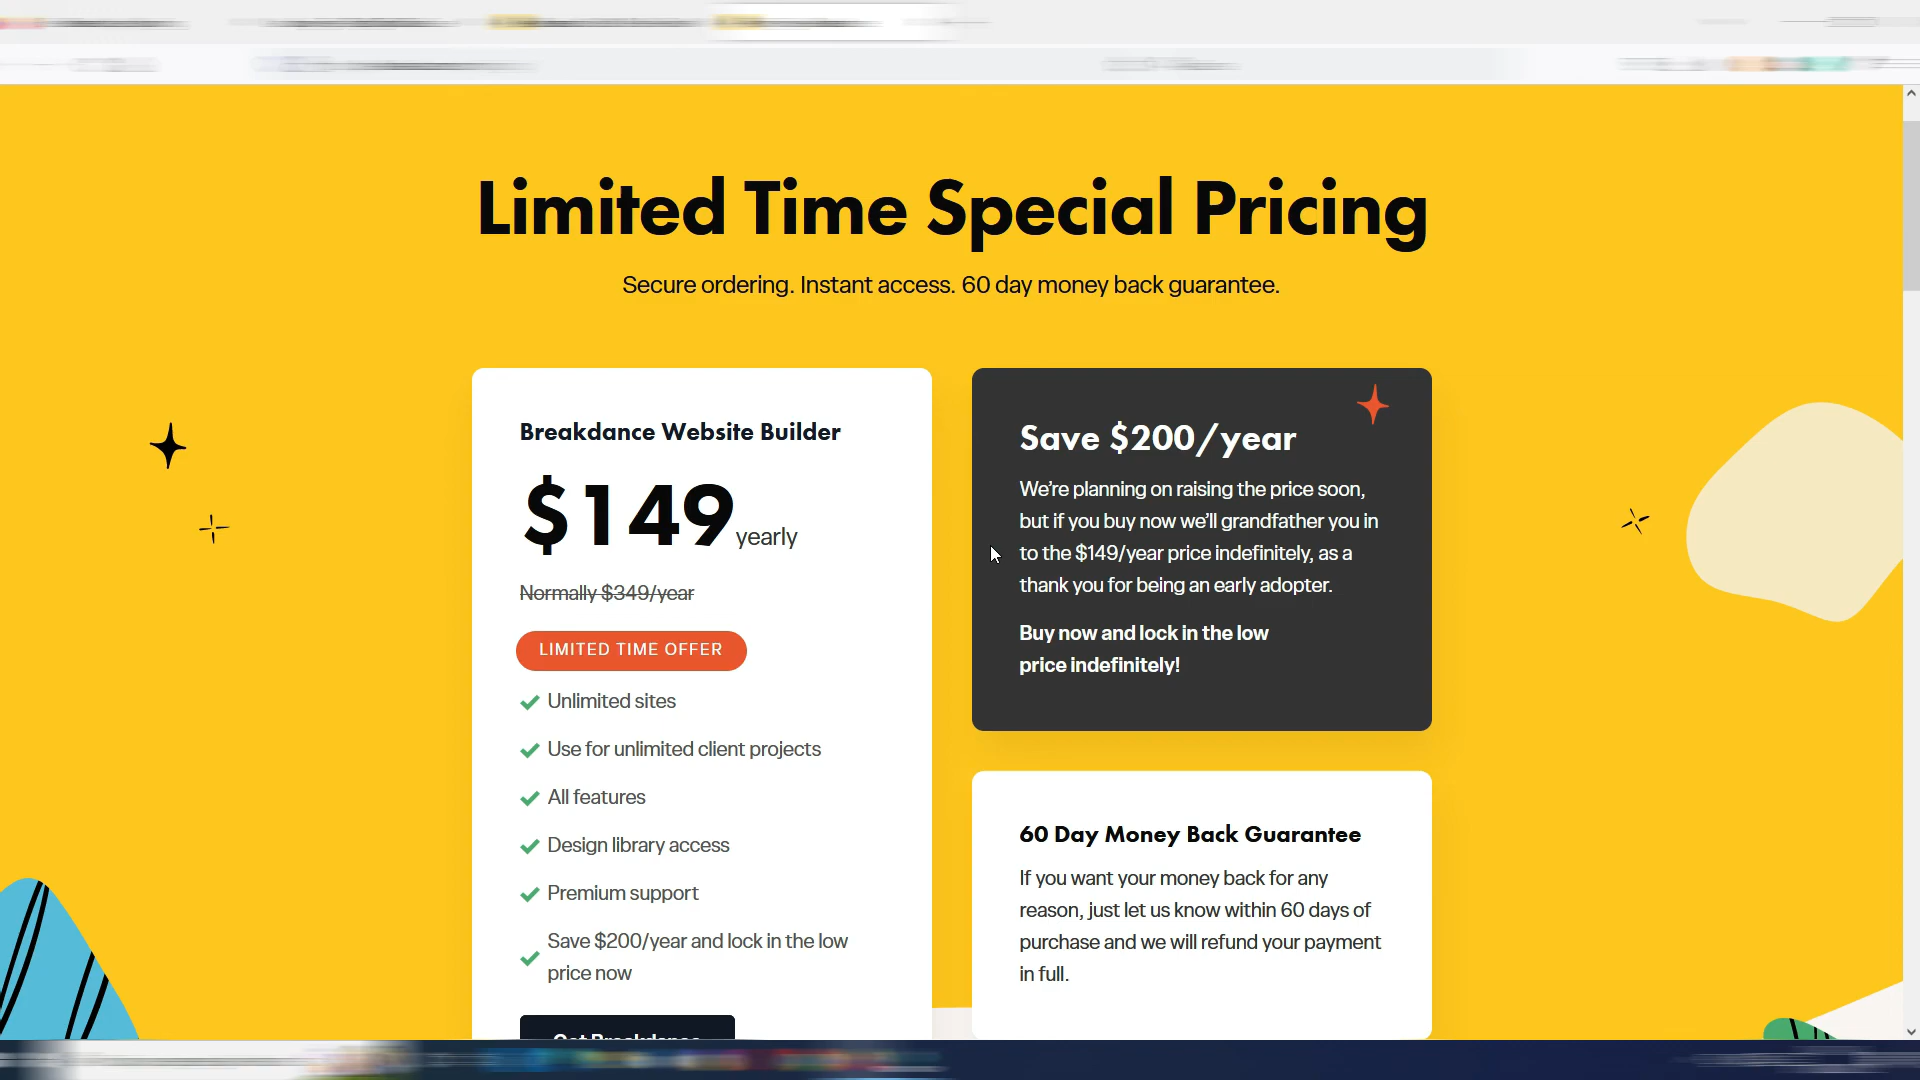 Limited Time Special Pricing
Secure ordering. Instant access. 60 day money back guarantee.
Breakdance Website Builder
$149 yearly
Normally $349/year
LIMITED TIME OFFER
Unlimited sites
Use for unlimited client projects
All features
Design library access
Premium support
Save $200/year and lock in the low
price now
Get Breakdance
Save $200/year
We’re planning on raising the price soon,
but if you buy now we’ll grandfather you in
to the $149/year price indefinitely, as a
thank you for being an early adopter.
Buy now and lock in the low
price indefinitely!
60 Day Money Back Guarantee
If you want your money back for any
reason, just let us know within 60 days of
purchase and we will refund your payment
in full.